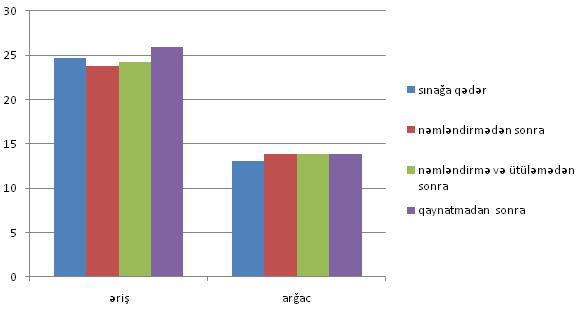 30
25
20
15
10
5
0
əriş
arğac
sınağa qədər
nəmləndirmədən sonra
nəmləndirmə və ütüləmədən
sonra
qaynatmadan sonra